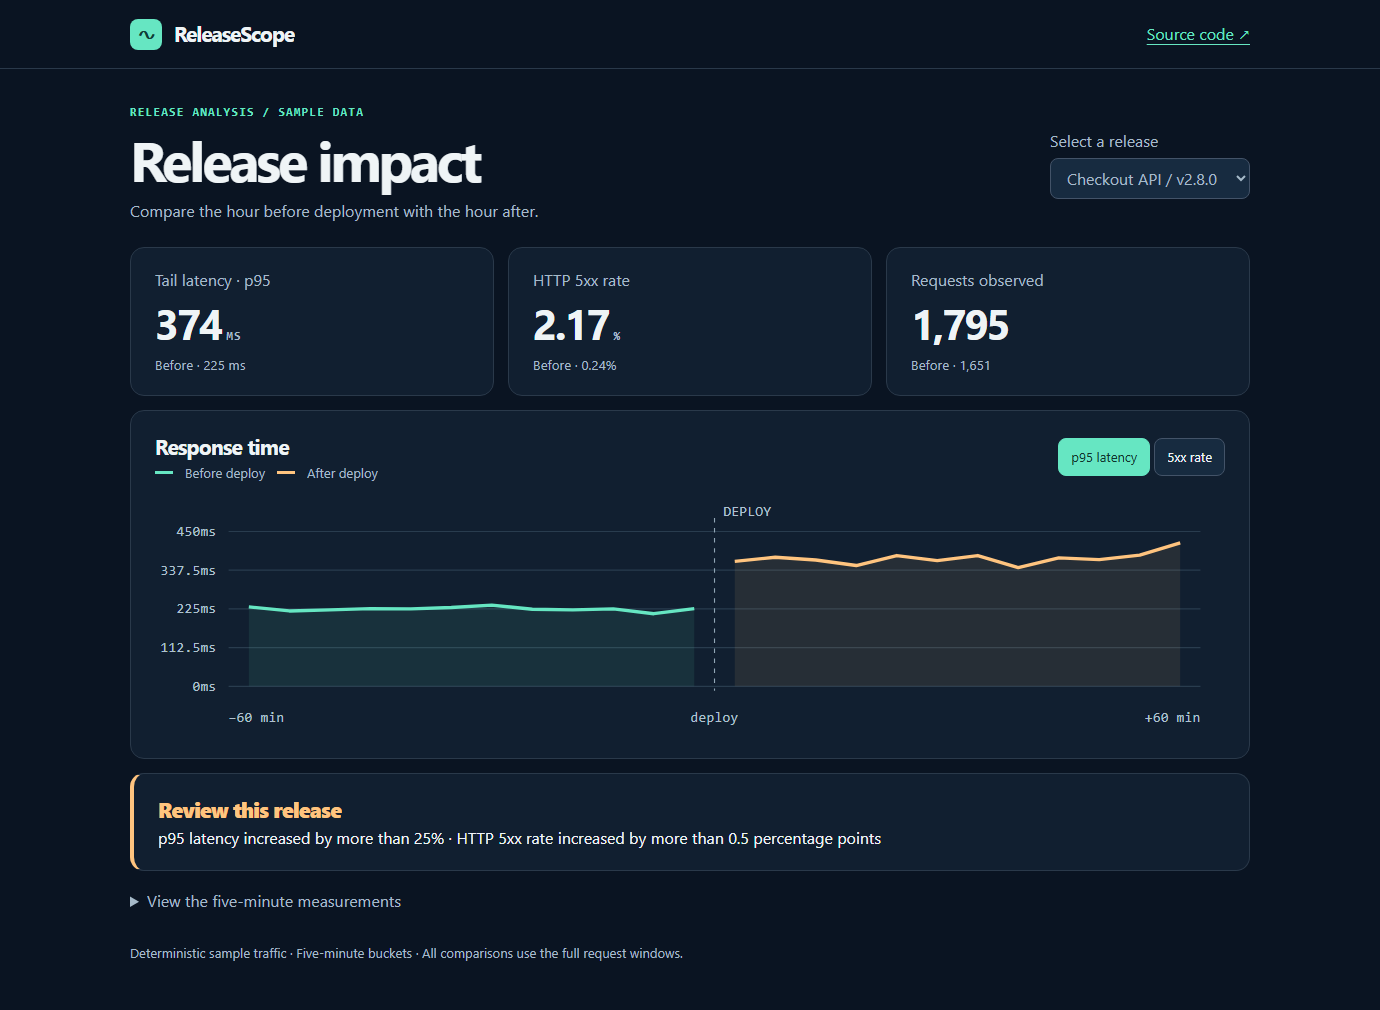 ReleaseScope
Source code ↗
RELEASE ANALYSIS / SAMPLE DATA
Release impact
Compare the hour before deployment with the hour after.
Select a release
Checkout API / v2.8.0
Tail latency · p95
374 MS
Before · 225 ms
HTTP 5xx rate
2.17 %
Before · 0.24%
Requests observed
1,795
Before · 1,651
Response time
Before deploy
After deploy
p95 latency
5xx rate
DEPLOY
450ms
337.5ms
225ms
112.5ms
0ms
−60 min
deploy
+60 min
Review this release
p95 latency increased by more than 25% · HTTP 5xx rate increased by more than 0.5 percentage points
View the five-minute measurements
Deterministic sample traffic · Five-minute buckets · All comparisons use the full request windows.